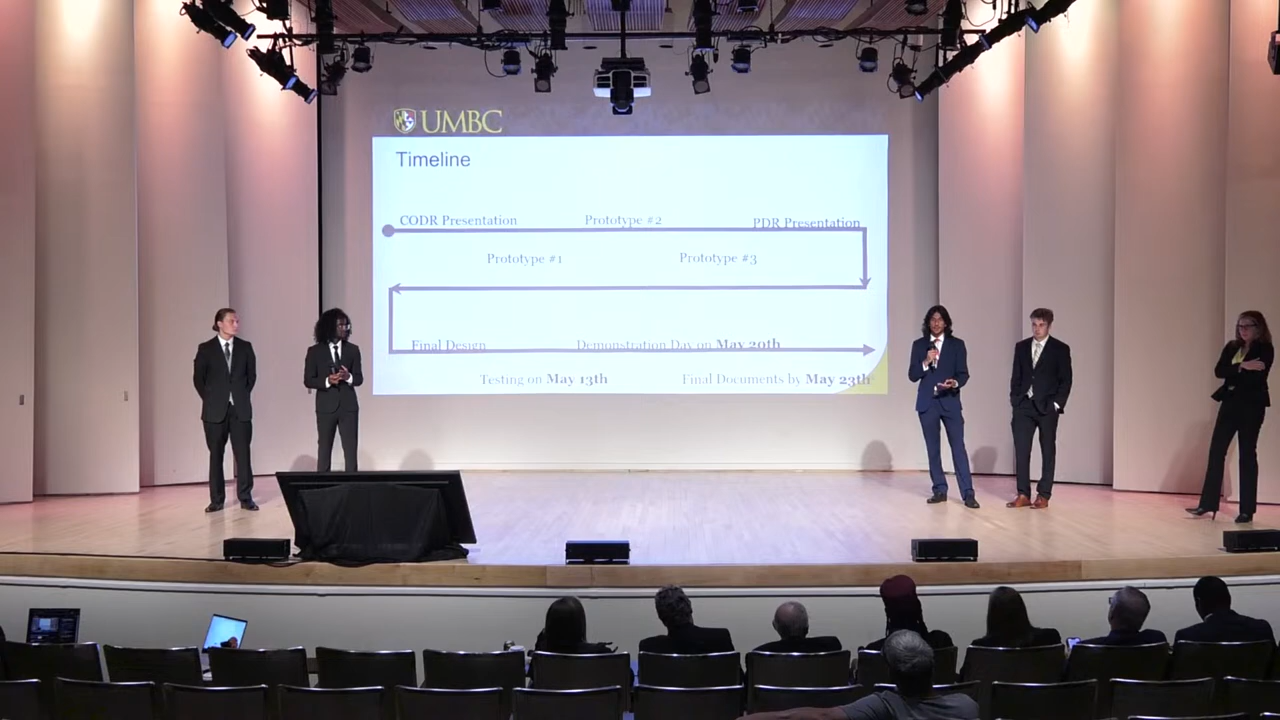 UMBC
Timeline
CODR Presentation Prototype #2 PDR Presentation
Prototype #1 Prototype #3
Final Design Demonstration Day on May 20th
Testing on May 13th Final Documents by May 23th